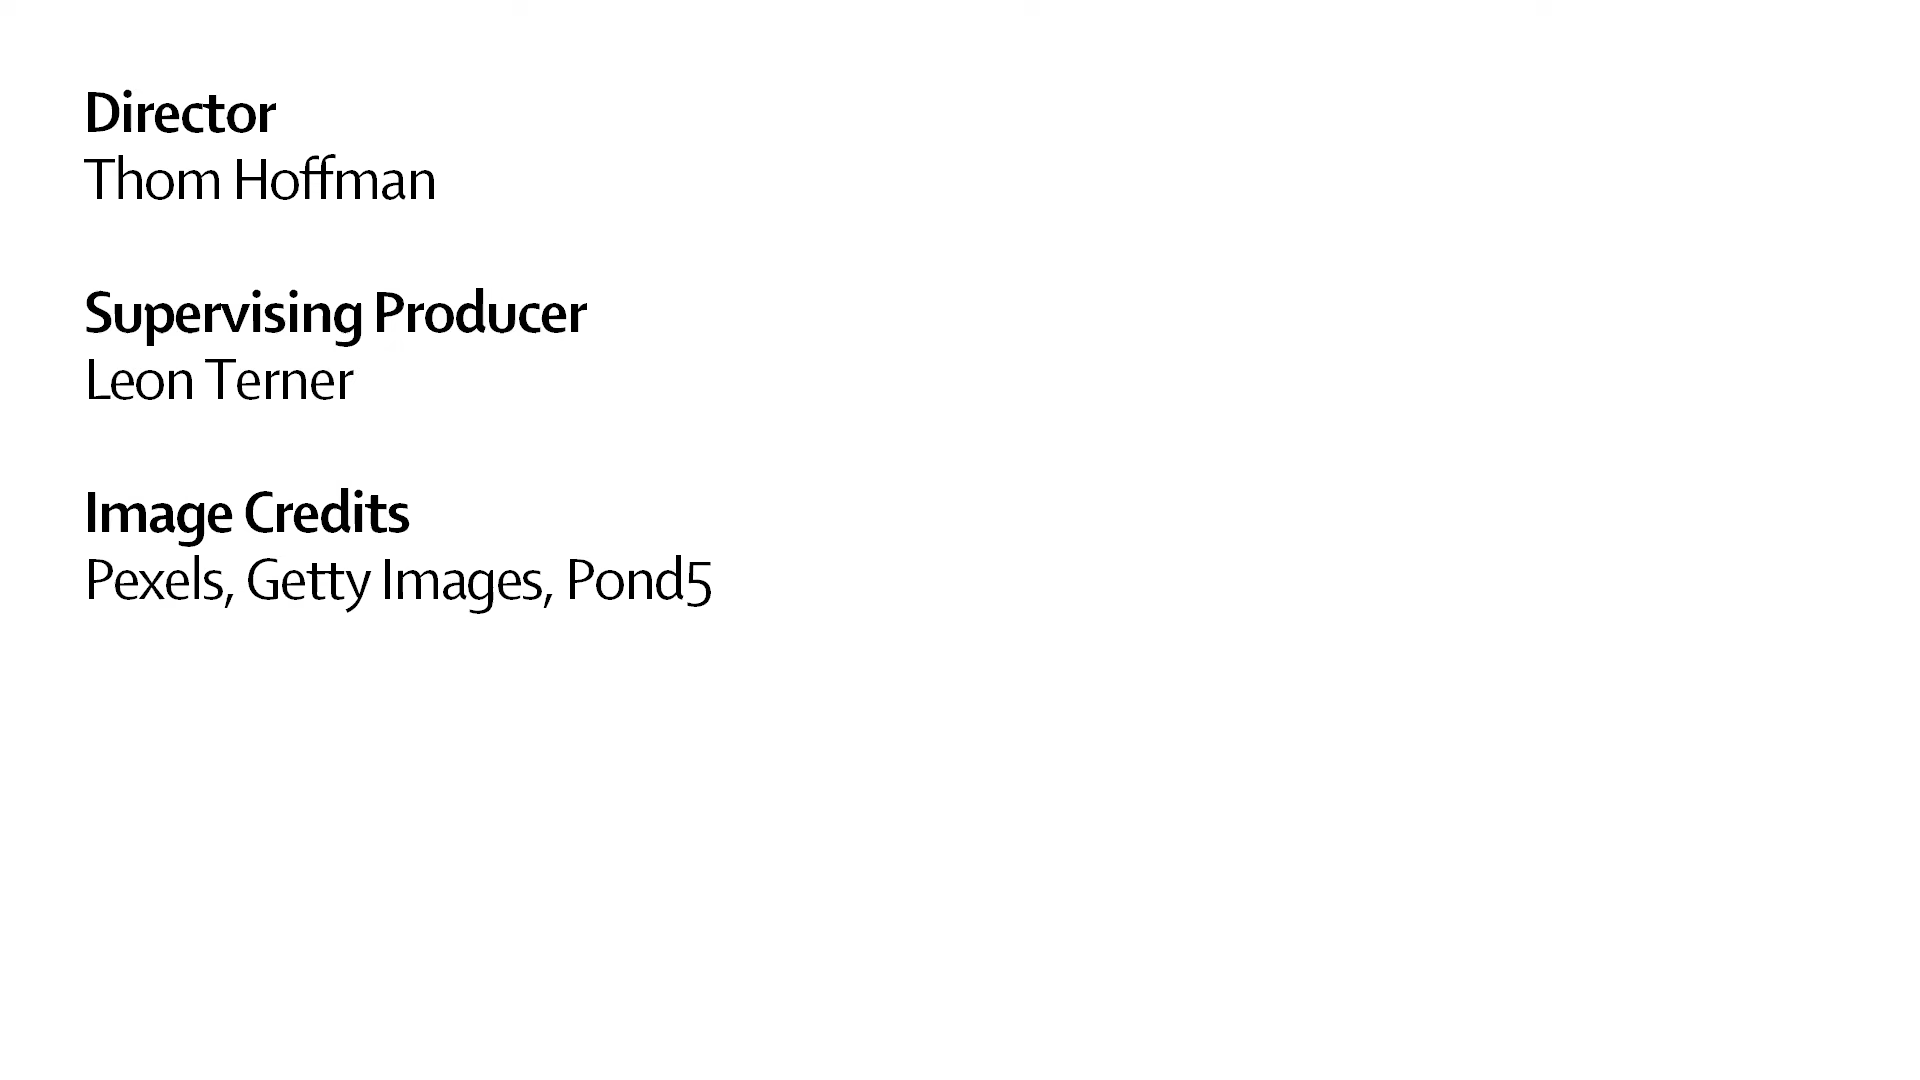 Director
Thom Hoffman
Supervising Producer
Leon Terner
Image Credits
Pexels, Getty Images, Pond5